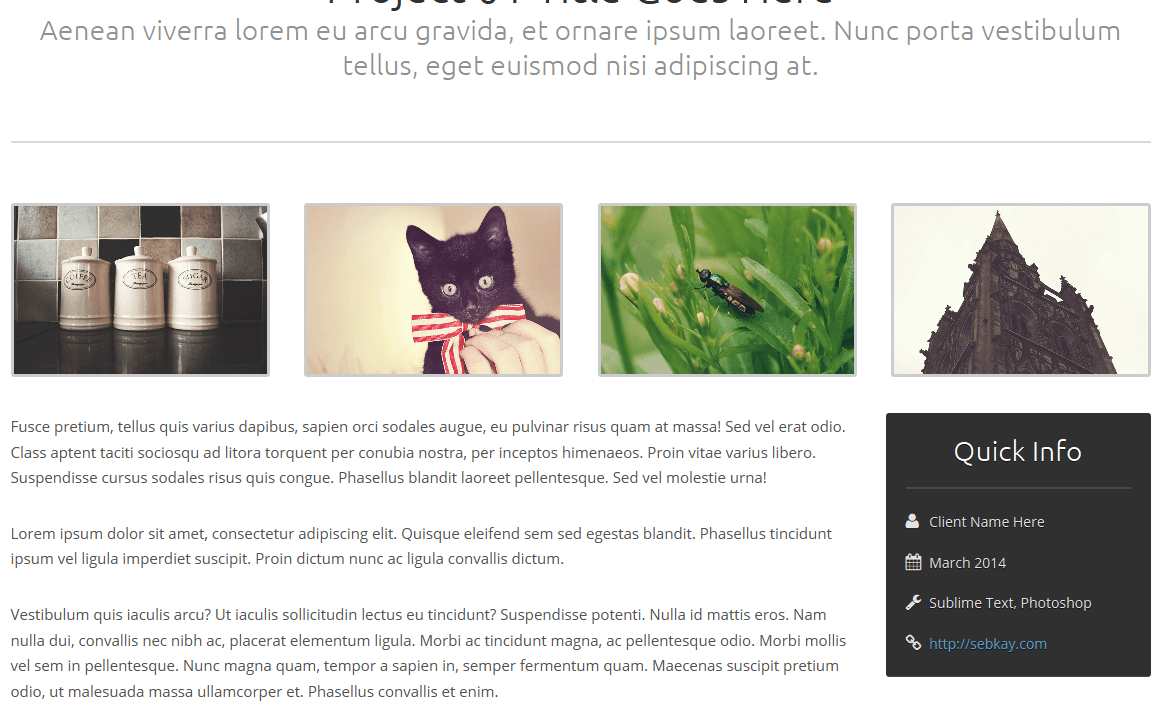 Project 01 Title Goes Here
Aenean viverra lorem eu arcu gravida, et ornare ipsum laoreet. Nunc porta vestibulum
tellus, eget euismod nisi adipiscing at.
COFFEE
TEA
SUGAR
Fusce pretium, tellus quis varius dapibus, sapien orci sodales augue, eu pulvinar risus quam at massa! Sed vel erat odio.
Class aptent taciti sociosqu ad litora torquent per conubia nostra, per inceptos himenaeos. Proin vitae varius libero.
Suspendisse cursus sodales risus quis congue. Phasellus blandit laoreet pellentesque. Sed vel molestie urna!
Lorem ipsum dolor sit amet, consectetur adipiscing elit. Quisque eleifend sem sed egestas blandit. Phasellus tincidunt
ipsum vel ligula imperdiet suscipit. Proin dictum nunc ac ligula convallis dictum.
Vestibulum quis iaculis arcu? Ut iaculis sollicitudin lectus eu tincidunt? Suspendisse potenti. Nulla id mattis eros. Nam
nulla dui, convallis nec nibh ac, placerat elementum ligula. Morbi ac tincidunt magna, ac pellentesque odio. Morbi mollis
vel sem in pellentesque. Nunc magna quam, tempor a sapien in, semper fermentum quam. Maecenas suscipit pretium
odio, ut malesuada massa ullamcorper et. Phasellus convallis et enim.
Quick Info
Client Name Here
March 2014
Sublime Text, Photoshop
http://sebkay.com